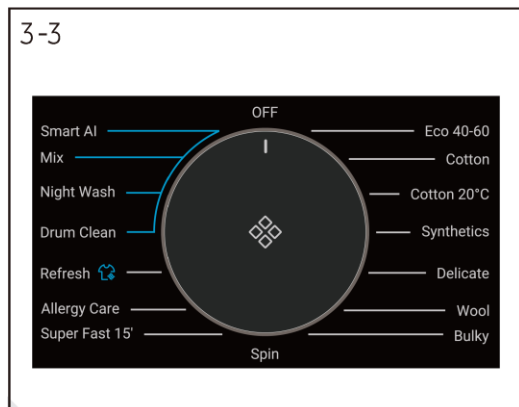 3-3
OFF
Smart AI
Mix
Night Wash
Drum Clean
Refresh
Allergy Care
Super Fast 15'
Eco 40-60
Cotton
Cotton 20°C
Synthetics
Delicate
Wool
Bulky
Spin